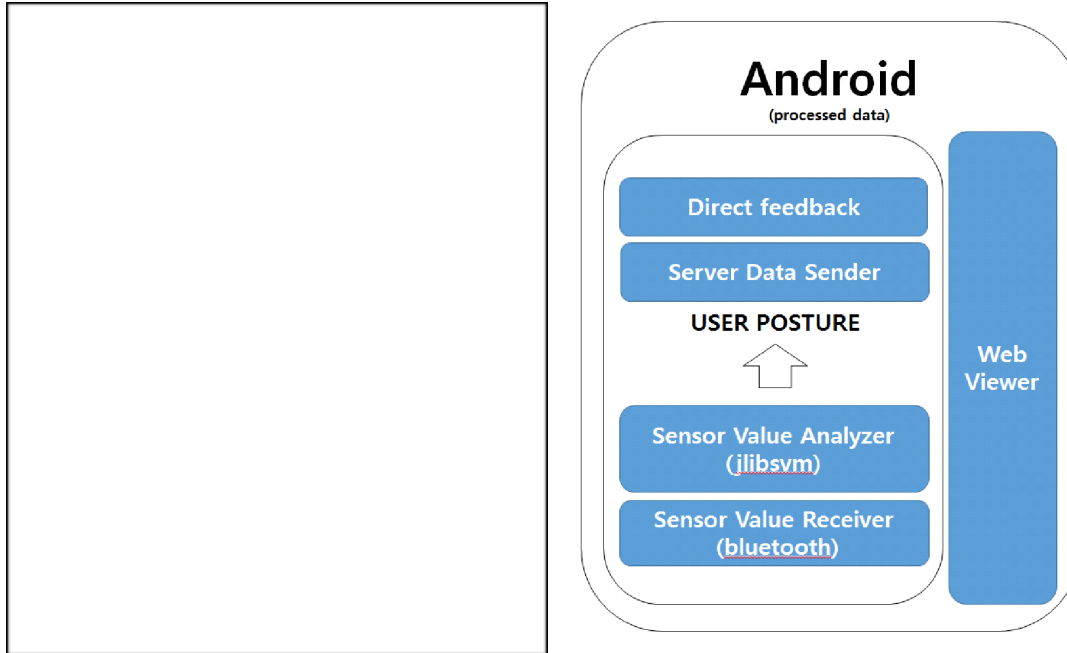 Android
(processed data)
Direct feedback
Server Data Sender
USER POSTURE
Sensor Value Analyzer
(jlibsvm)
Sensor Value Receiver
(bluetooth)
Web
Viewer